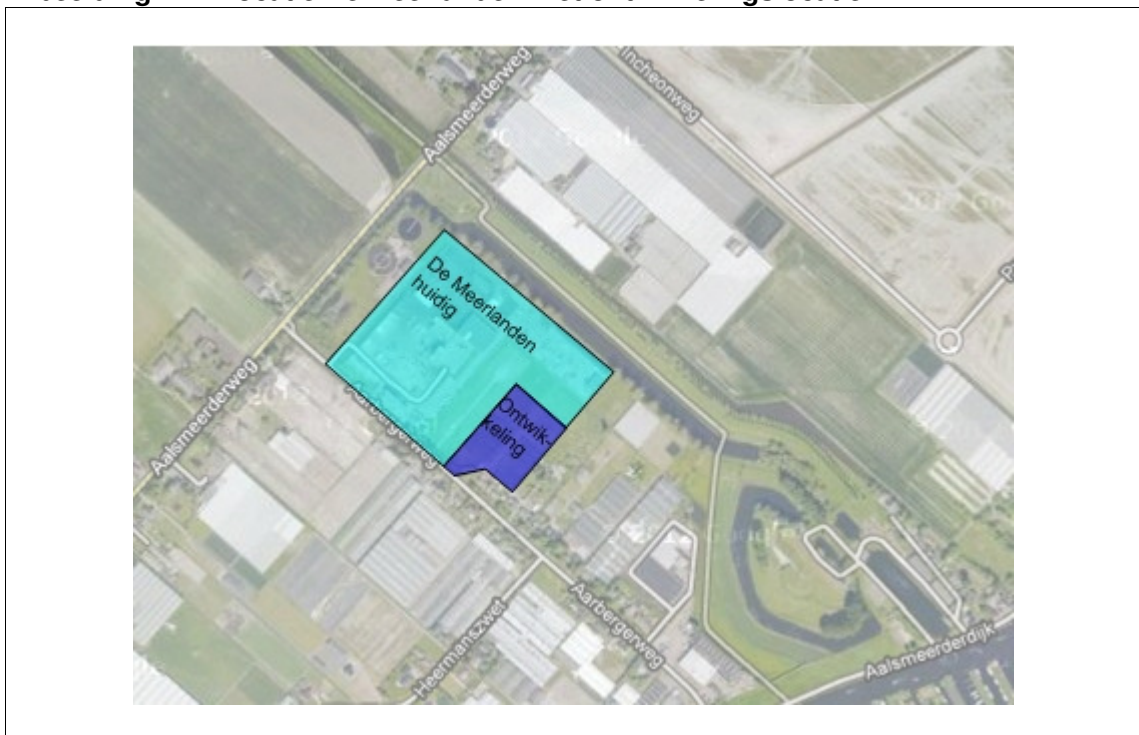 Incheonweg
Aalsmeerderweg
De Meerlanden
huidig
Ontwik-
keling
Aalsmeerderweg
Aarbergerweg
Aarbergerweg
Heermanszwet
Aalsmeerderdijk